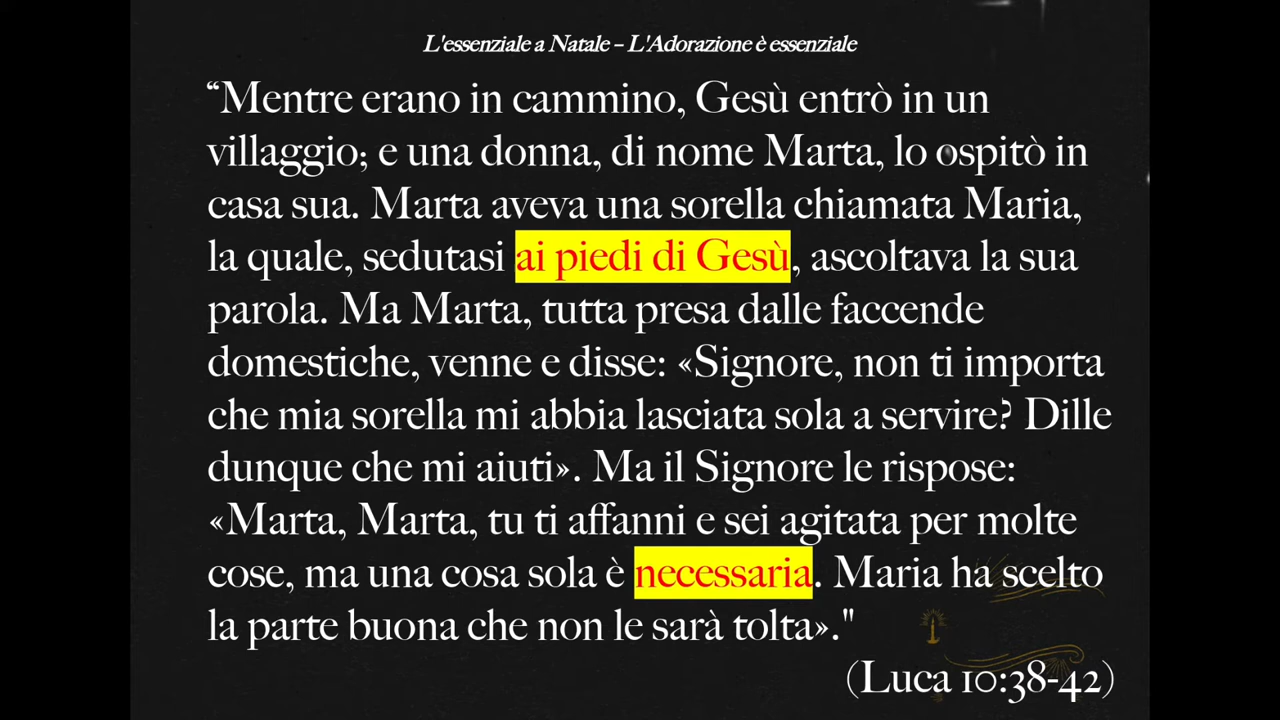 L'essenziale a Natale – L'Adorazione è essenziale
“Mentre erano in cammino, Gesù entrò in un
villaggio; e una donna, di nome Marta, lo ospitò in
casa sua. Marta aveva una sorella chiamata Maria,
la quale, sedutasi ai piedi di Gesù, ascoltava la sua
parola. Ma Marta, tutta presa dalle faccende
domestiche, venne e disse: «Signore, non ti importa
che mia sorella mi abbia lasciata sola a servire? Dille
dunque che mi aiuti». Ma il Signore le rispose:
«Marta, Marta, tu ti affanni e sei agitata per molte
cose, ma una cosa sola è necessaria. Maria ha scelto
la parte buona che non le sarà tolta»."
(Luca 10:38-42)